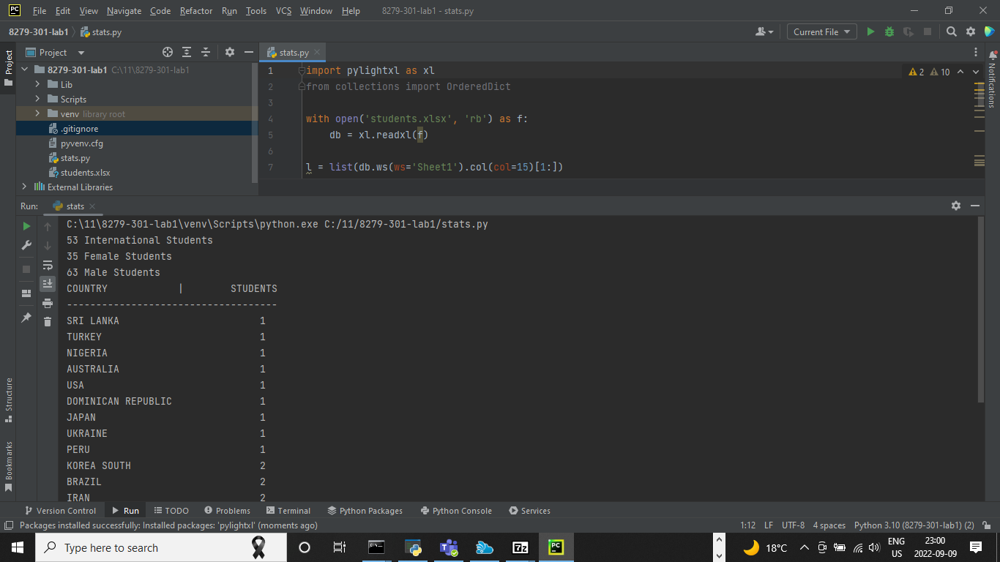 PC File Edit View Navigate Code Refactor Run Tools VCS Window Help 8279-301-lab1 - stats.py
8279-301-lab1 stats.py Current File
Project
Project
stats.py
8279-301-lab1 C:\11\8279-301-lab1
Lib
Scripts
venv library root
.gitignore
pyvenv.cfg
stats.py
students.xlsx
External Libraries
1 import pylightxl as xl
2 from collections import OrderedDict
3
4 with open('students.xlsx', 'rb') as f:
5 db = xl.readxl(f)
6
7 l = list(db.ws(ws='Sheet1').col(col=15)[1:])
2 10
Notifications
Run: stats
C:\11\8279-301-lab1\venv\Scripts\python.exe C:/11/8279-301-lab1/stats.py
53 International Students
35 Female Students
63 Male Students
COUNTRY | STUDENTS
------------------------------------
SRI LANKA 1
TURKEY 1
NIGERIA 1
AUSTRALIA 1
USA 1
DOMINICAN REPUBLIC 1
JAPAN 1
UKRAINE 1
PERU 1
KOREA SOUTH 2
BRAZIL 2
IRAN 2
Structure
Bookmarks
Version Control Run TODO Problems Terminal Python Packages Python Console Services
Packages installed successfully: Installed packages: 'pylightxl' (moments ago) 1:12 LF UTF-8 4 spaces Python 3.10 (8279-301-lab1) (2)
Type here to search 7z PC 18°C ENG 23:00
US 2022-09-09